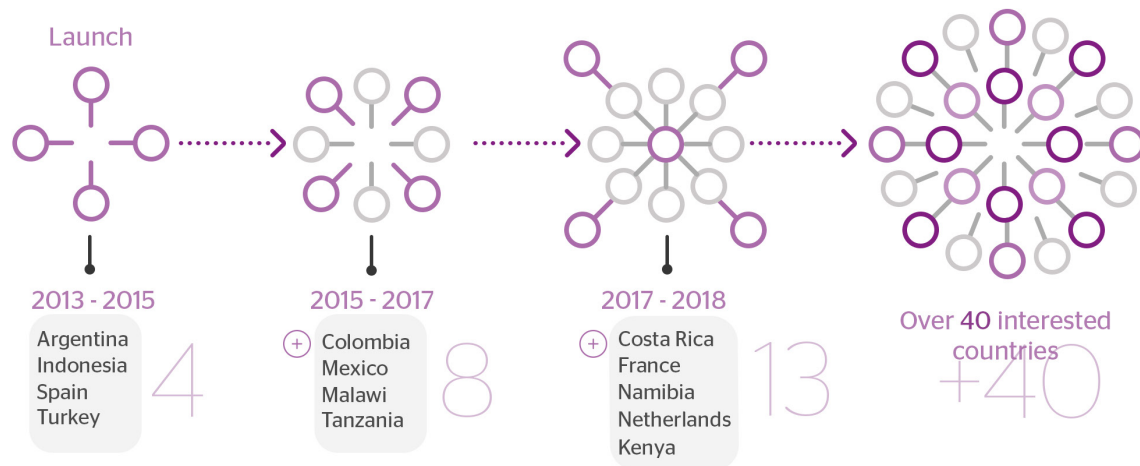 Launch
2013 - 2015
Argentina
Indonesia
Spain
Turkey
4
2015 - 2017
+
Colombia
Mexico
Malawi
Tanzania
8
2017 - 2018
+
Costa Rica
France
Namibia
Netherlands
Kenya
13
Over 40 interested
countries
+40